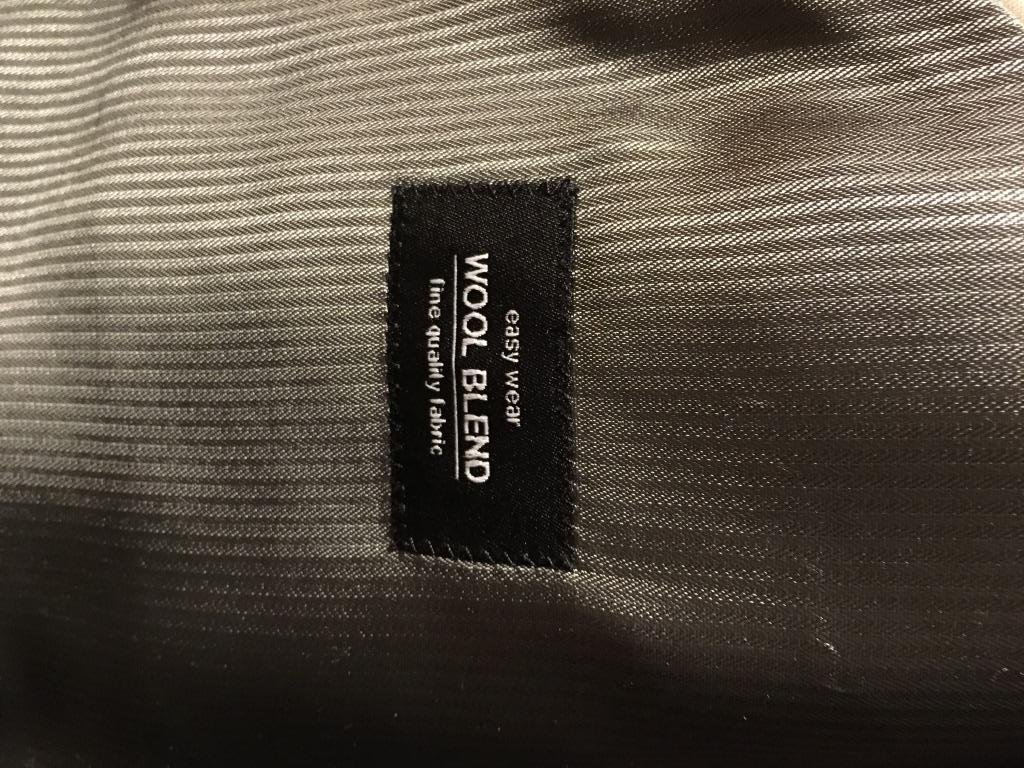 easy wear
WOOL BLEND
fine quality fabric